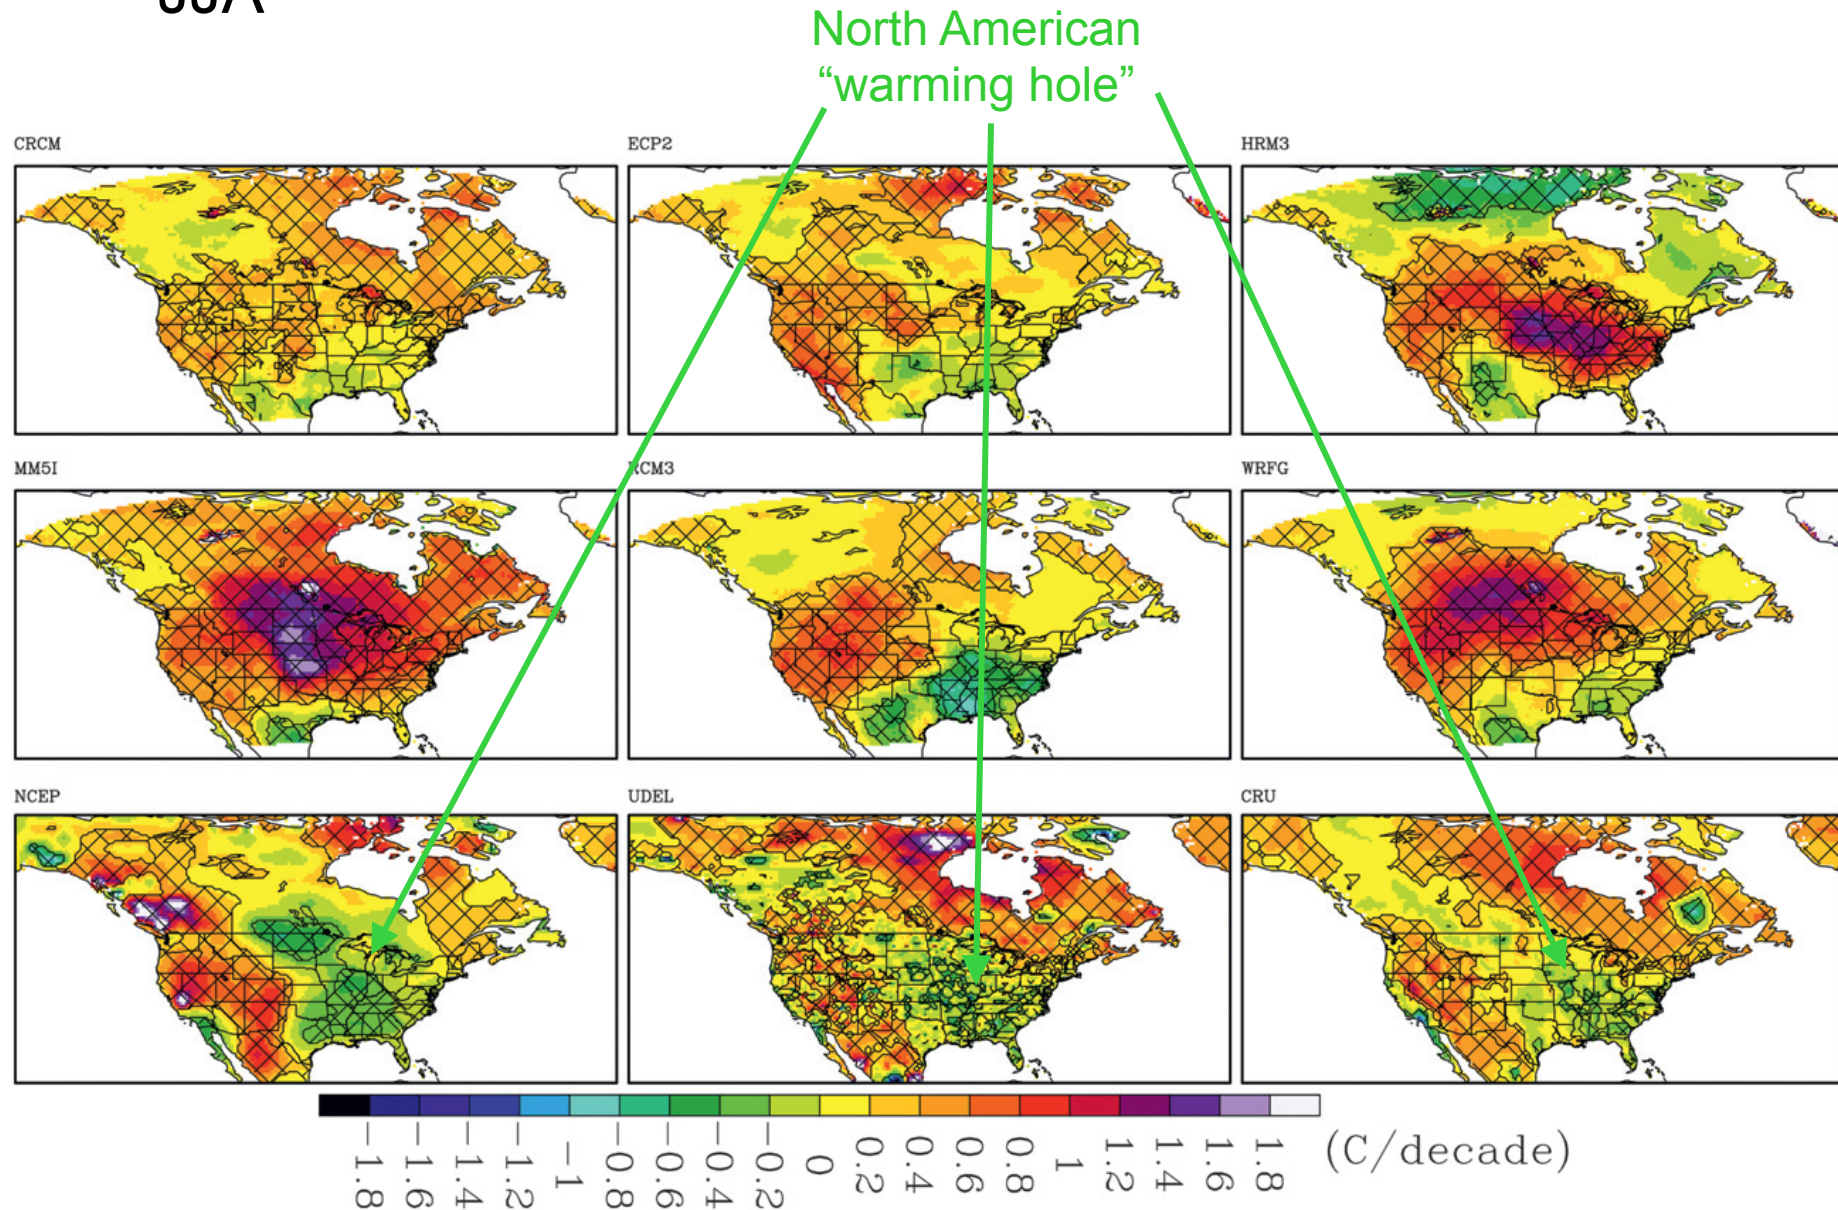 JJA
North American
“warming hole”
CRCM
ECP2
HRM3
MM5I
RCM3
WRFG
NCEP
UDEL
CRU
−1.8 −1.6 −1.4 −1.2 −1 −0.8 −0.6 −0.4 −0.2 0 0.2 0.4 0.6 0.8 1 1.2 1.4 1.6 1.8 (C/decade)